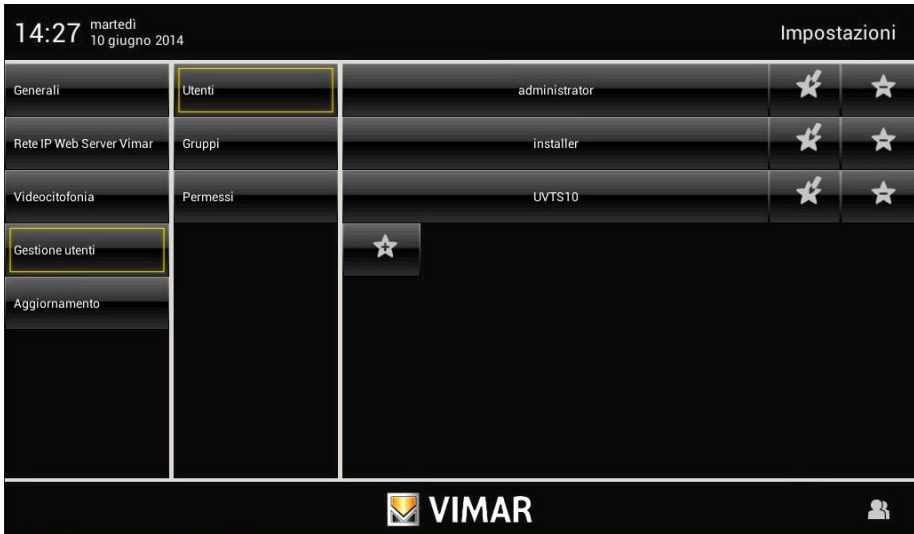 14:27 martedì
10 giugno 2014
Impostazioni
Generali
Utenti
administrator
Rete IP Web Server Vimar
Gruppi
installer
Videocitofonia
Permessi
UVTS10
Gestione utenti
Aggiornamento
VIMAR